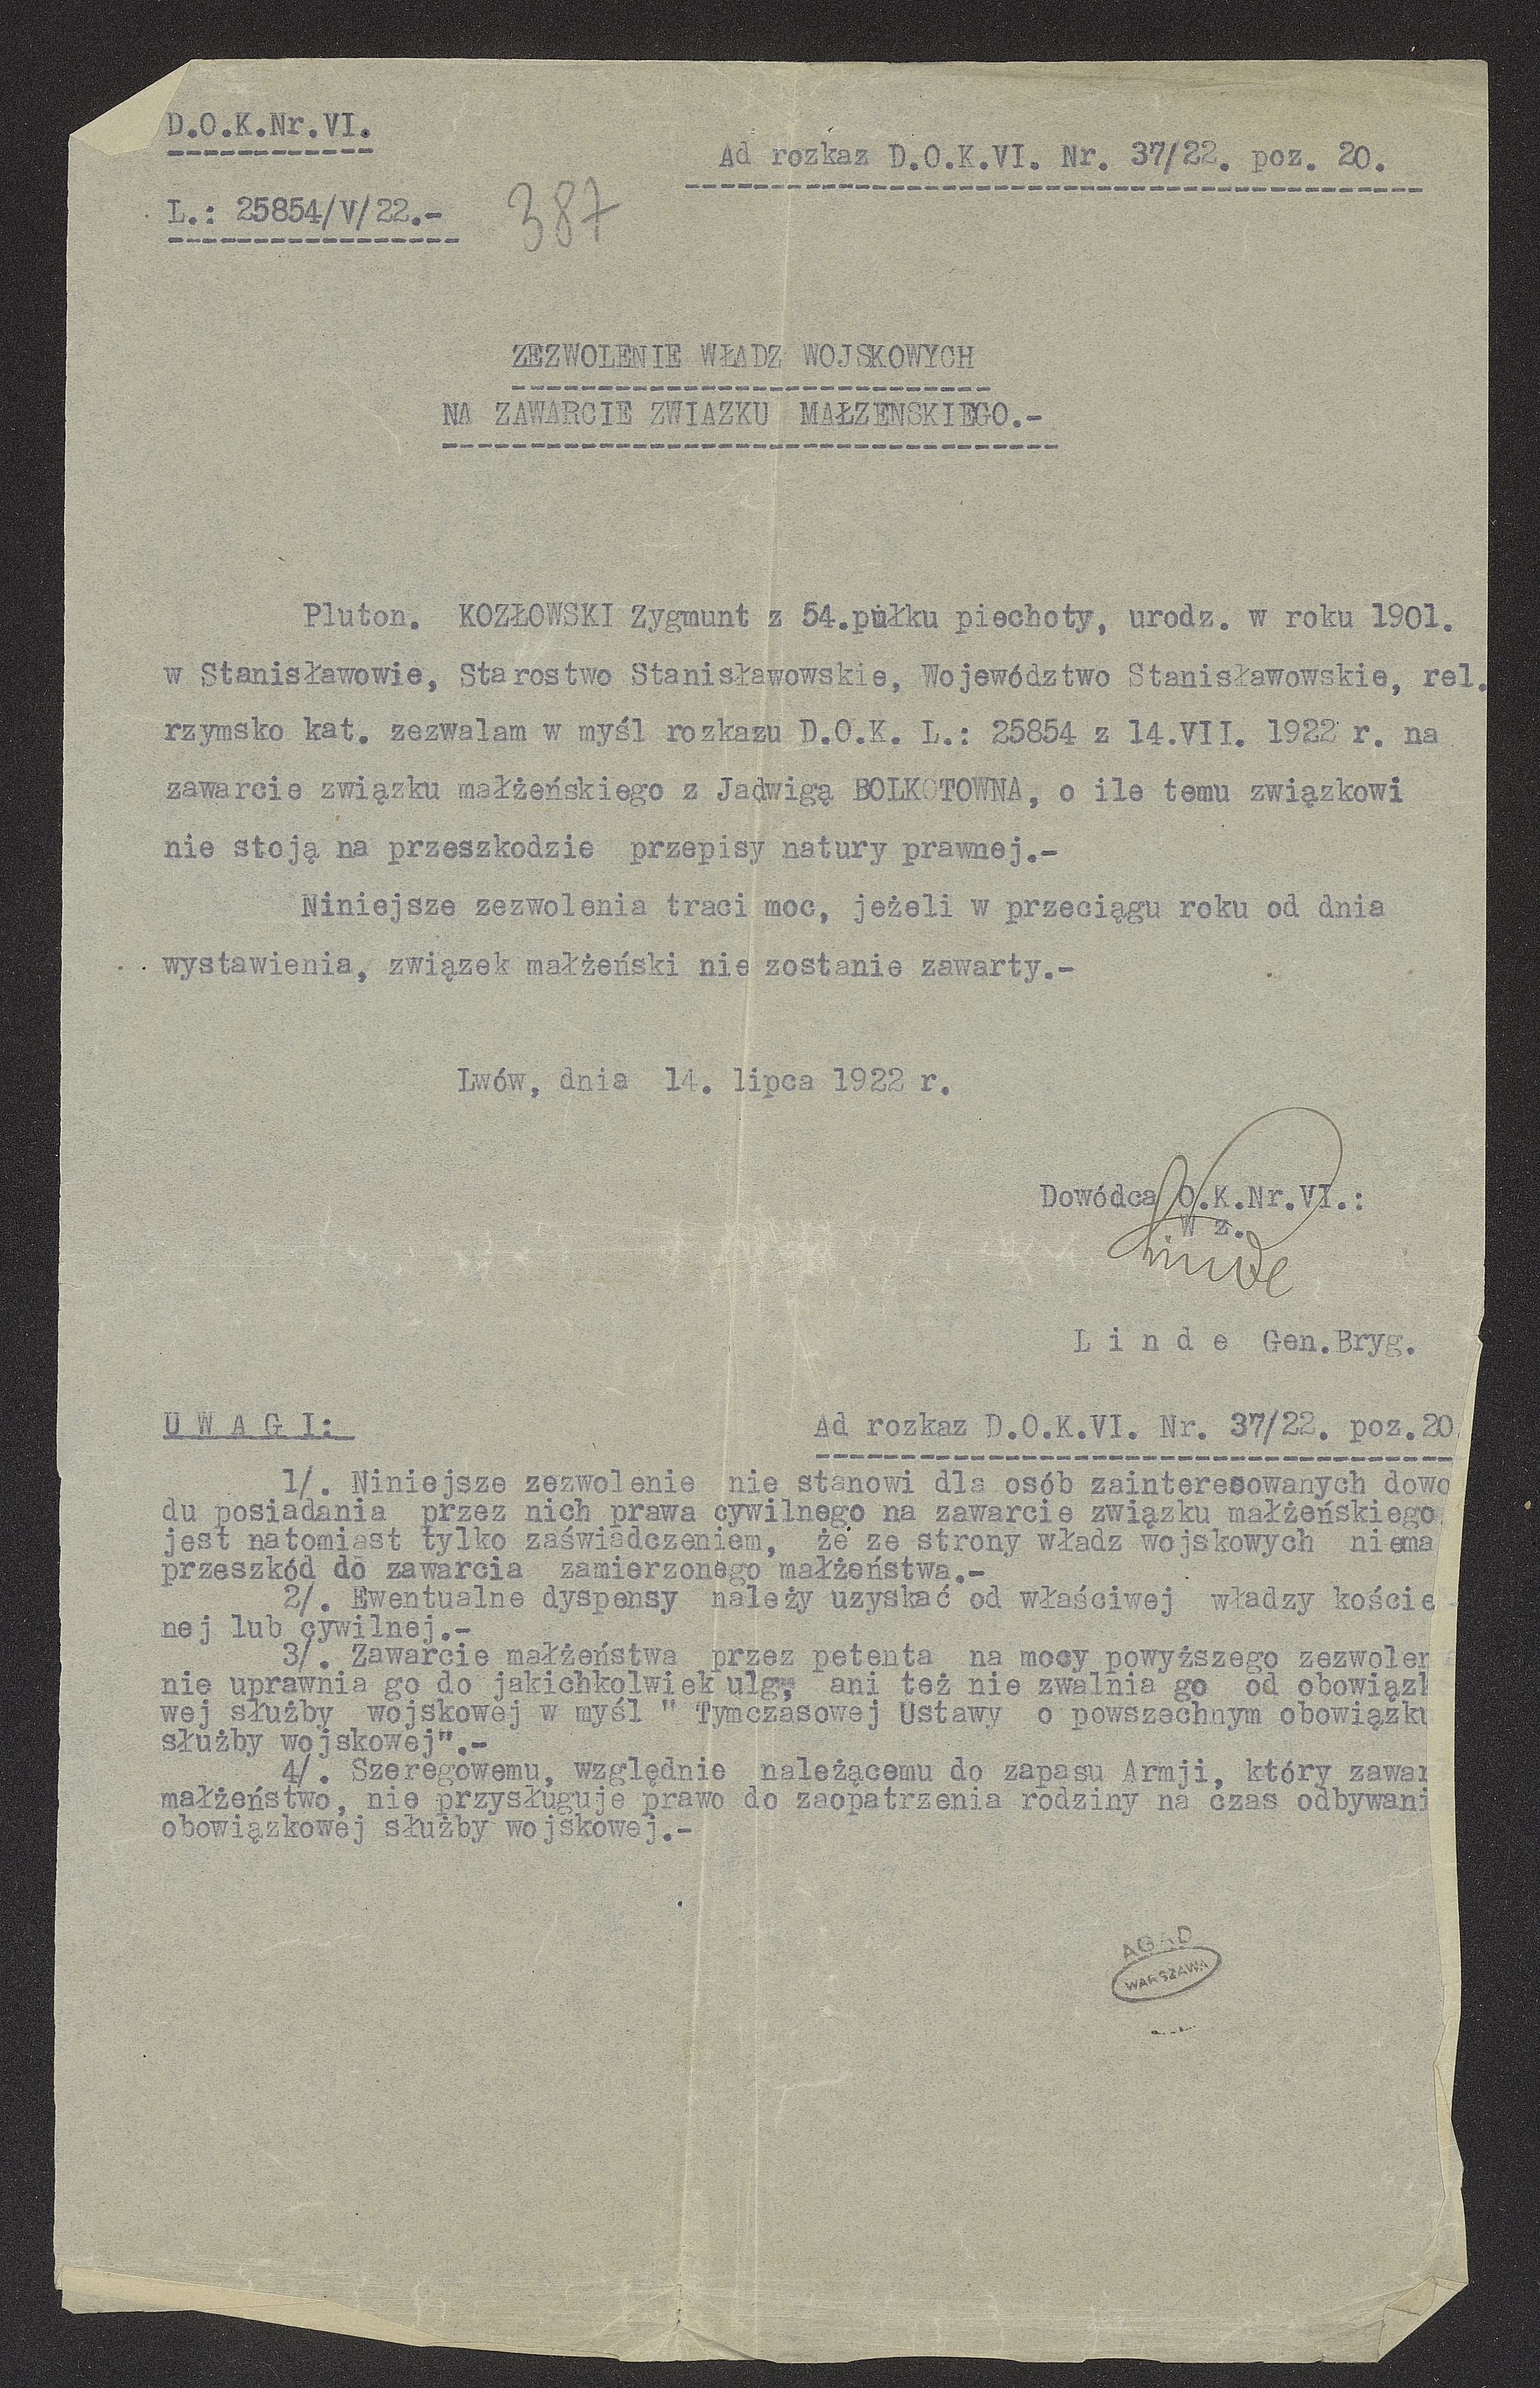 D.O.K.Nr.VI.
Ad rozkaz D.O.K.VI. Nr. 37/22. poz. 20.
L.: 25854/V/22.-
387
ZEZWOLENIE WŁADZ WOJSKOWYCH
NA ZAWARCIE ZWIAZKU MAŁZENSKIEGO.-
Pluton. KOZŁOWSKI Zygmunt z 54.pułku piechoty, urodz. w roku 1901.
w Stanisławowie, Starostwo Stanisławowskie, Województwo Stanisławowskie, rel.
rzymsko kat. zezwalam w myśl rozkazu D.O.K. L.: 25854 z 14.VII. 1922 r. na
zawarcie związku małżeńskiego z Jadwigą BOLKOTOWNA, o ile temu związkowi
nie stoją na przeszkodzie przepisy natury prawnej.-
Niniejsze zezwolenia traci moc, jeżeli w przeciągu roku od dnia
wystawienia, związek małżeński nie zostanie zawarty.-
Lwów, dnia 14. lipca 1922 r.
Dowódca O.K.Nr.VI.:
W z.
Linde
L i n d e Gen.Bryg.
U W A G I:
Ad rozkaz D.O.K.VI. Nr. 37/22. poz.20
1/. Niniejsze zezwolenie nie stanowi dla osób zainteresowanych dowo
du posiadania przez nich prawa cywilnego na zawarcie związku małżeńskiego
jest natomiast tylko zaświadczeniem, że ze strony władz wojskowych niema
przeszkód do zawarcia zamierzonego małżeństwa.-
2/. Ewentualne dyspensy należy uzyskać od właściwej władzy koście
nej lub cywilnej.-
3/. Zawarcie małżeństwa przez petenta na mocy powyższego zezwolen
nie uprawnia go do jakichkolwiek ulg, ani też nie zwalnia go od obowiązk
wej służby wojskowej w myśl " Tymczasowej Ustawy o powszechnym obowiązku
służby wojskowej".-
4/. Szeregowemu, względnie należącemu do zapasu Armji, który zawar
małżeństwo, nie przysługuje prawo do zaopatrzenia rodziny na czas odbywani
obowiązkowej służby wojskowej.-
AGAD
WARSZAWA